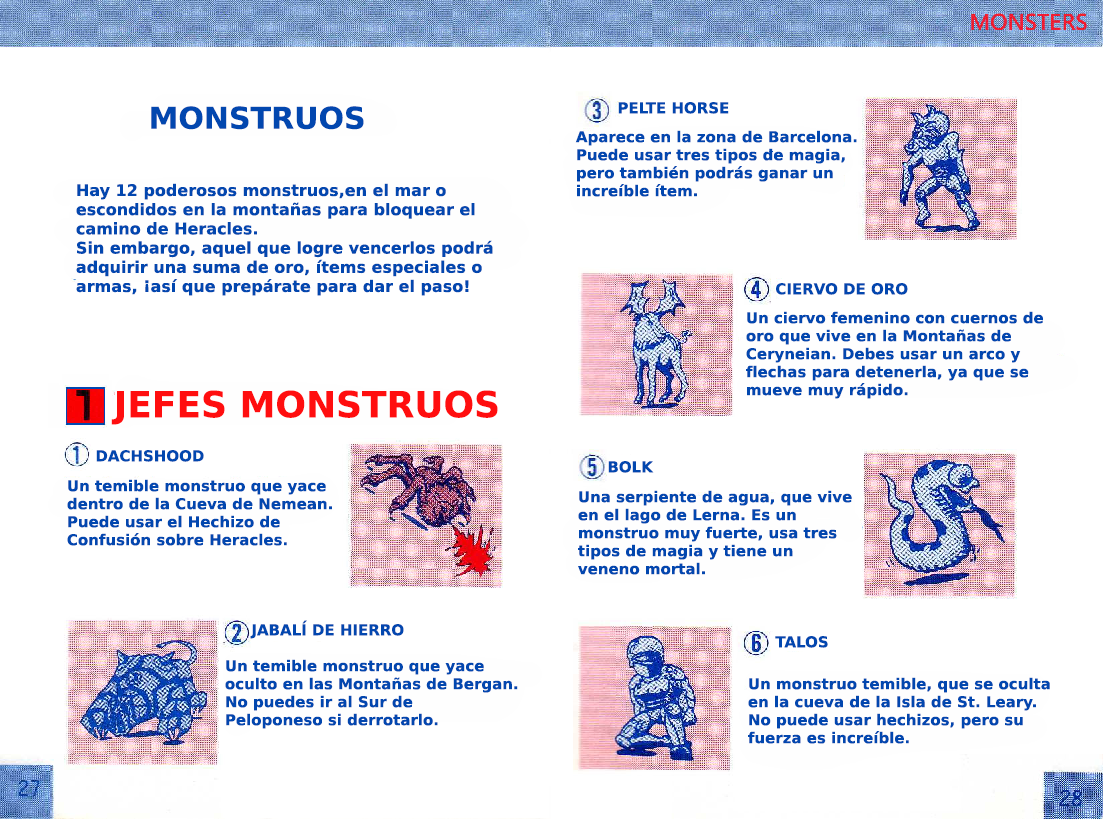 MONSTERS
MONSTRUOS
Hay 12 poderosos monstruos,en el mar o
escondidos en la montañas para bloquear el
camino de Heracles.
Sin embargo, aquel que logre vencerlos podrá
adquirir una suma de oro, ítems especiales o
armas, ¡así que prepárate para dar el paso!
1 JEFES MONSTRUOS
1 DACHSHOOD
Un temible monstruo que yace
dentro de la Cueva de Nemean.
Puede usar el Hechizo de
Confusión sobre Heracles.
2 JABALÍ DE HIERRO
Un temible monstruo que yace
oculto en las Montañas de Bergan.
No puedes ir al Sur de
Peloponeso si derrotarlo.
27
3 PELTE HORSE
Aparece en la zona de Barcelona.
Puede usar tres tipos de magia,
pero también podrás ganar un
increíble ítem.
4 CIERVO DE ORO
Un ciervo femenino con cuernos de
oro que vive en la Montañas de
Ceryneian. Debes usar un arco y
flechas para detenerla, ya que se
mueve muy rápido.
5 BOLK
Una serpiente de agua, que vive
en el lago de Lerna. Es un
monstruo muy fuerte, usa tres
tipos de magia y tiene un
veneno mortal.
6 TALOS
Un monstruo temible, que se oculta
en la cueva de la Isla de St. Leary.
No puede usar hechizos, pero su
fuerza es increíble.
28